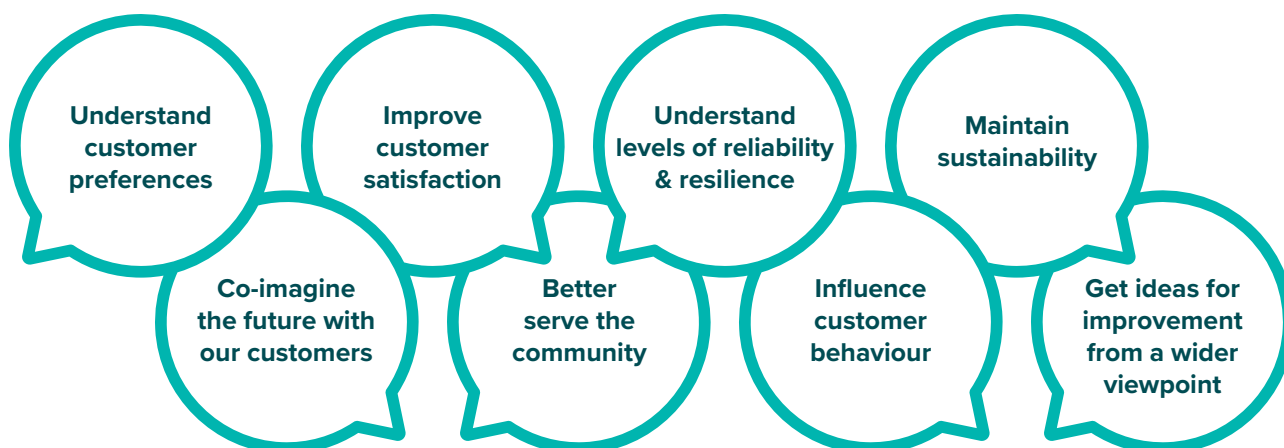 Understand
customer
preferences
Improve
customer
satisfaction
Understand
levels of reliability
& resilience
Maintain
sustainability
Co-imagine
the future with
our customers
Better
serve the
community
Influence
customer
behaviour
Get ideas for
improvement
from a wider
viewpoint